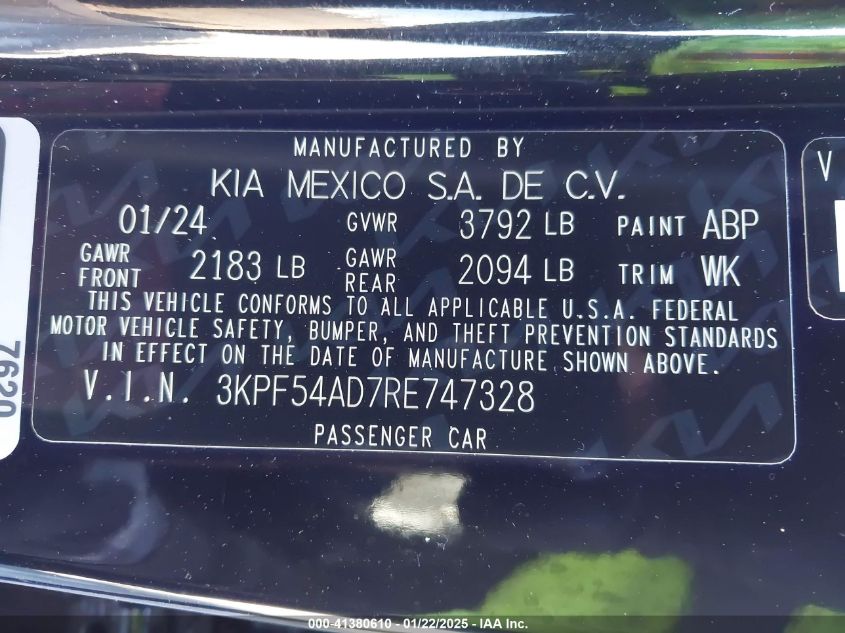 MANUFACTURED BY
KIA MEXICO S.A. DE C.V.
01/24 GVWR 3792 LB PAINT ABP
GAWR FRONT 2183 LB GAWR REAR 2094 LB TRIM WK
THIS VEHICLE CONFORMS TO ALL APPLICABLE U.S.A. FEDERAL
MOTOR VEHICLE SAFETY, BUMPER, AND THEFT PREVENTION STANDARDS
IN EFFECT ON THE DATE OF MANUFACTURE SHOWN ABOVE.
V.I.N. 3KPF54AD7RE747328
PASSENGER CAR
7620
V
000-41380610 - 01/22/2025 - IAA Inc.